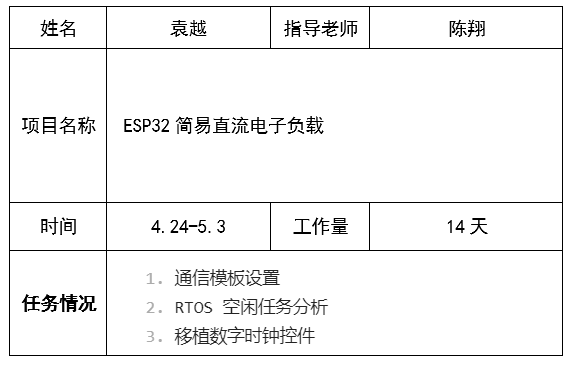 姓名 袁越 指导老师 陈翔
项目名称 ESP32 简易直流电子负载
时间 4.24-5.3 工作量 14 天
任务情况
1. 通信模板设置
2. RTOS 空闲任务分析
3. 移植数字时钟控件